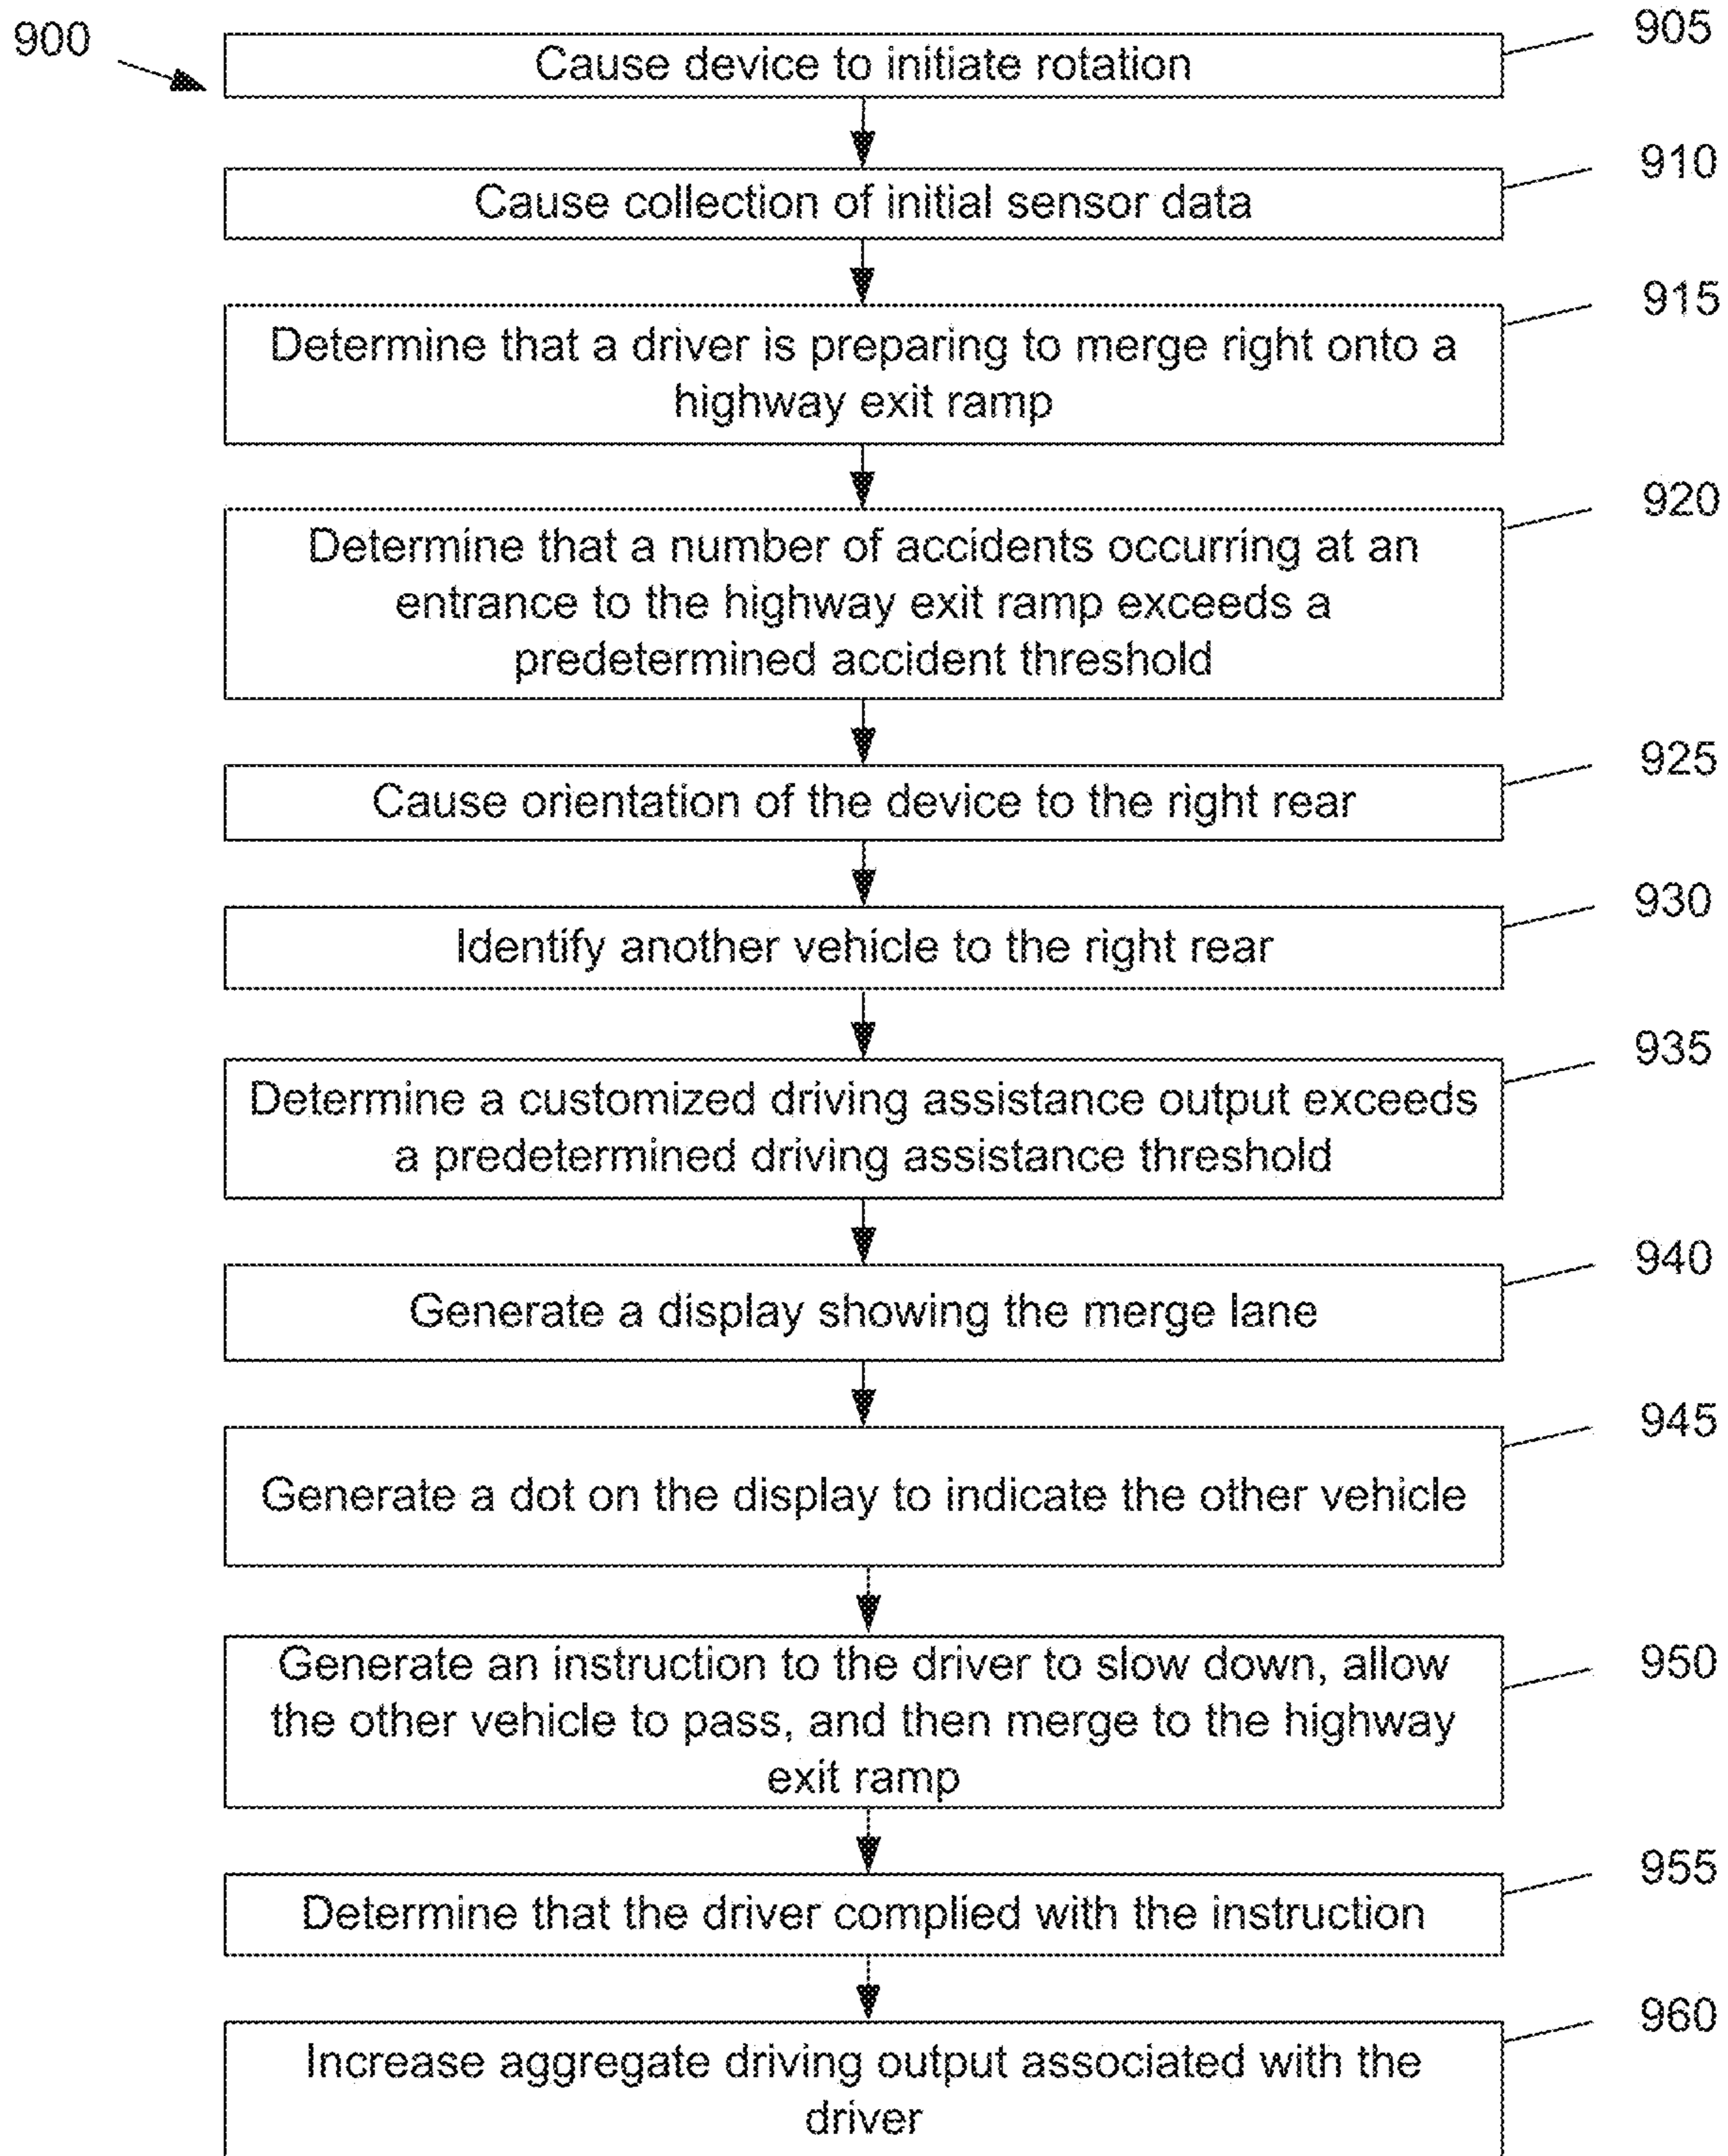 900
Cause device to initiate rotation
905
Cause collection of initial sensor data
910
Determine that a driver is preparing to merge right onto a
highway exit ramp
915
Determine that a number of accidents occurring at an
entrance to the highway exit ramp exceeds a
predetermined accident threshold
920
Cause orientation of the device to the right rear
925
Identify another vehicle to the right rear
930
Determine a customized driving assistance output exceeds
a predetermined driving assistance threshold
935
Generate a display showing the merge lane
940
Generate a dot on the display to indicate the other vehicle
945
Generate an instruction to the driver to slow down, allow
the other vehicle to pass, and then merge to the highway
exit ramp
950
Determine that the driver complied with the instruction
955
Increase aggregate driving output associated with the
driver
960